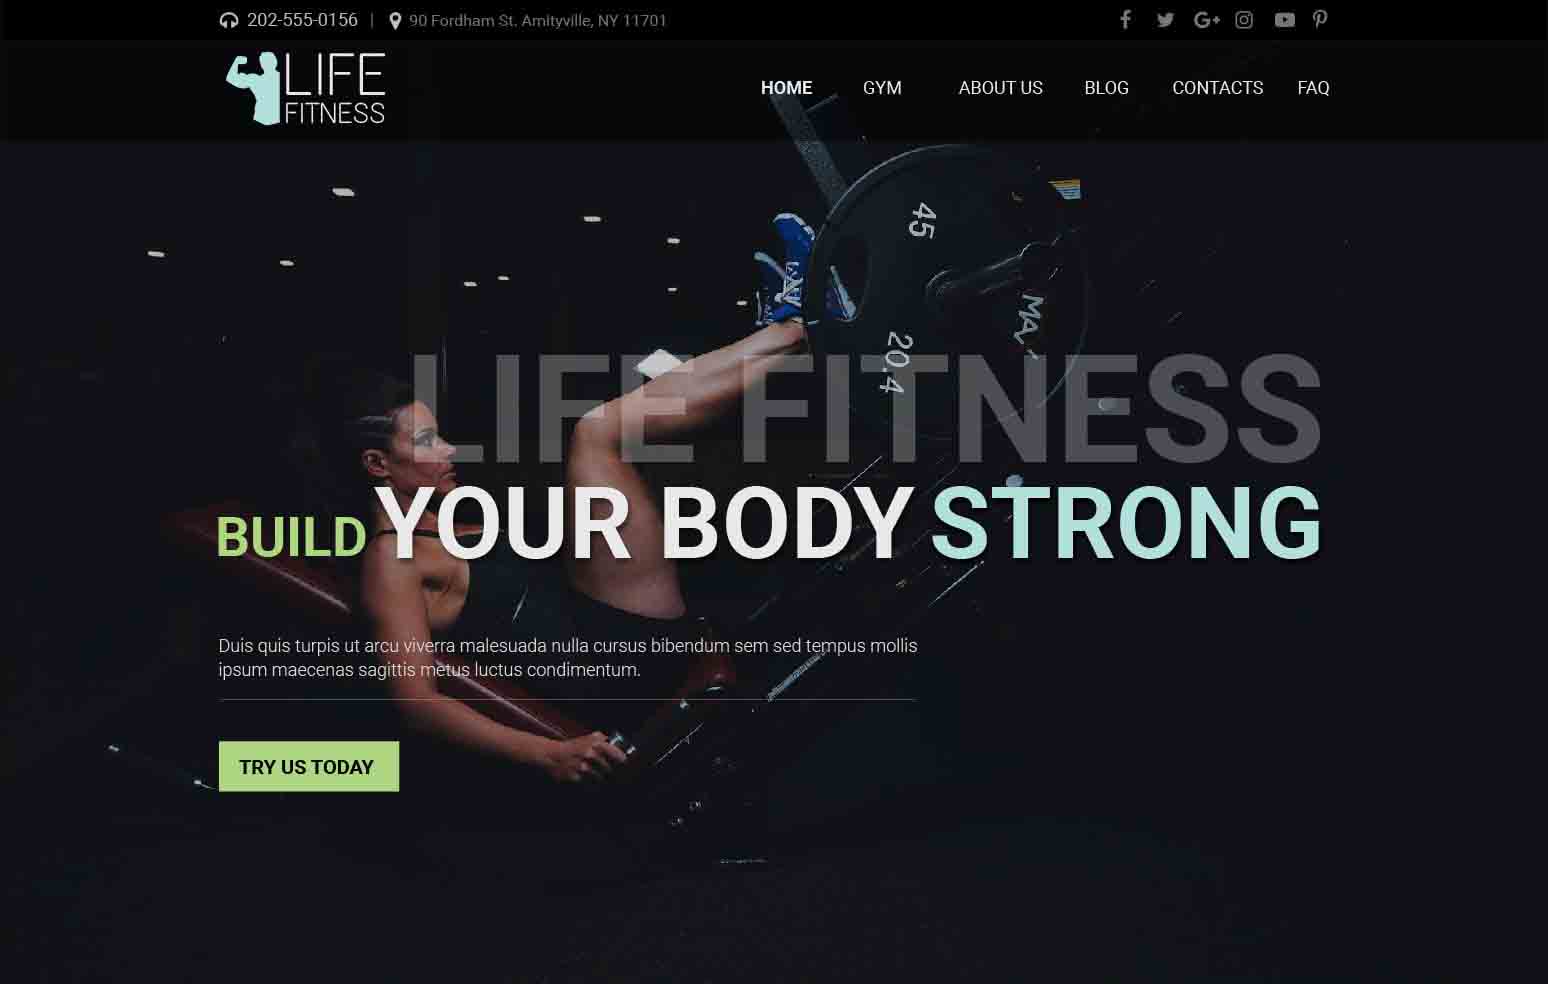 202-555-0156 | 90 Fordham St. Amityville, NY 11701
LIFE
FITNESS
HOME GYM ABOUT US BLOG CONTACTS FAQ
45
20.4
LIFE FITNESS
BUILD YOUR BODY STRONG
Duis quis turpis ut arcu viverra malesuada nulla cursus bibendum sem sed tempus mollis
ipsum maecenas sagittis metus luctus condimentum.
TRY US TODAY